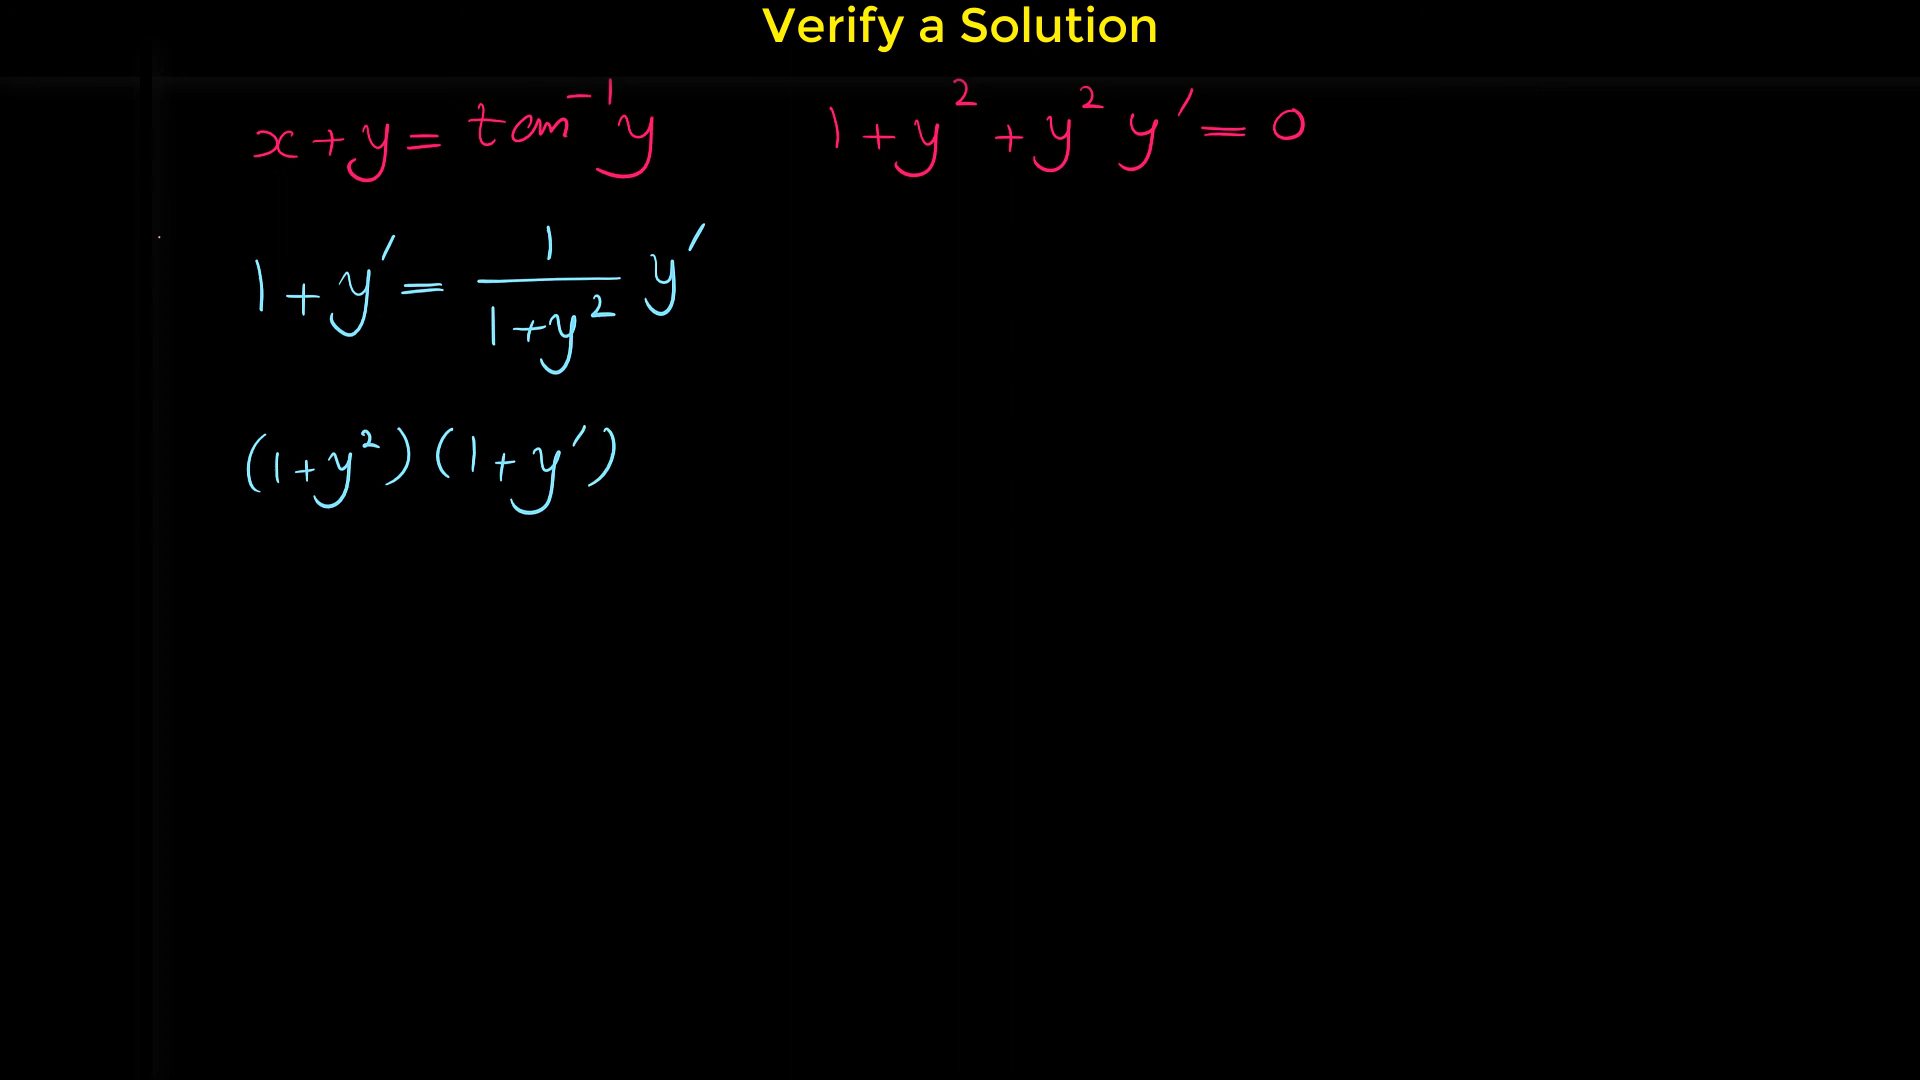 Verify a Solution
x + y = tan⁻¹ y    1 + y² + y² y′ = 0
1 + y′ = 1/(1 + y²) y′
(1 + y²)(1 + y′)